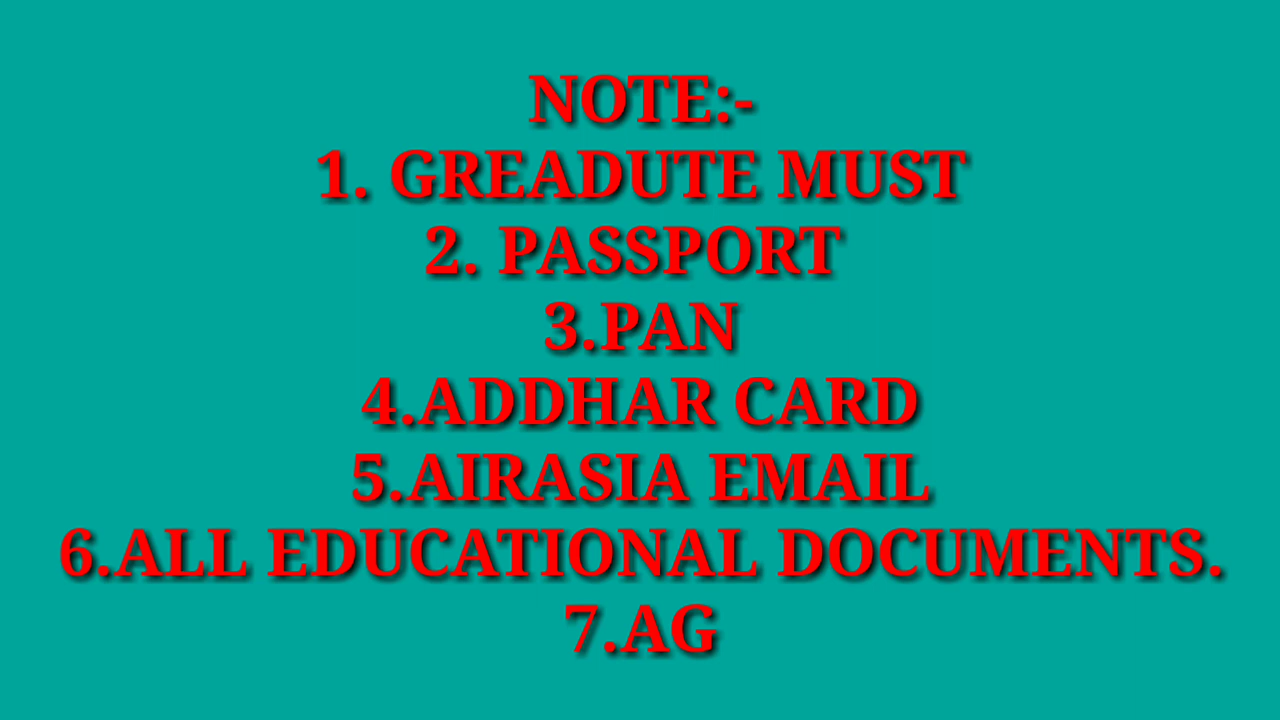 NOTE:-
1. GREADUTE MUST
2. PASSPORT
3.PAN
4.ADDHAR CARD
5.AIRASIA EMAIL
6.ALL EDUCATIONAL DOCUMENTS.
7.AG